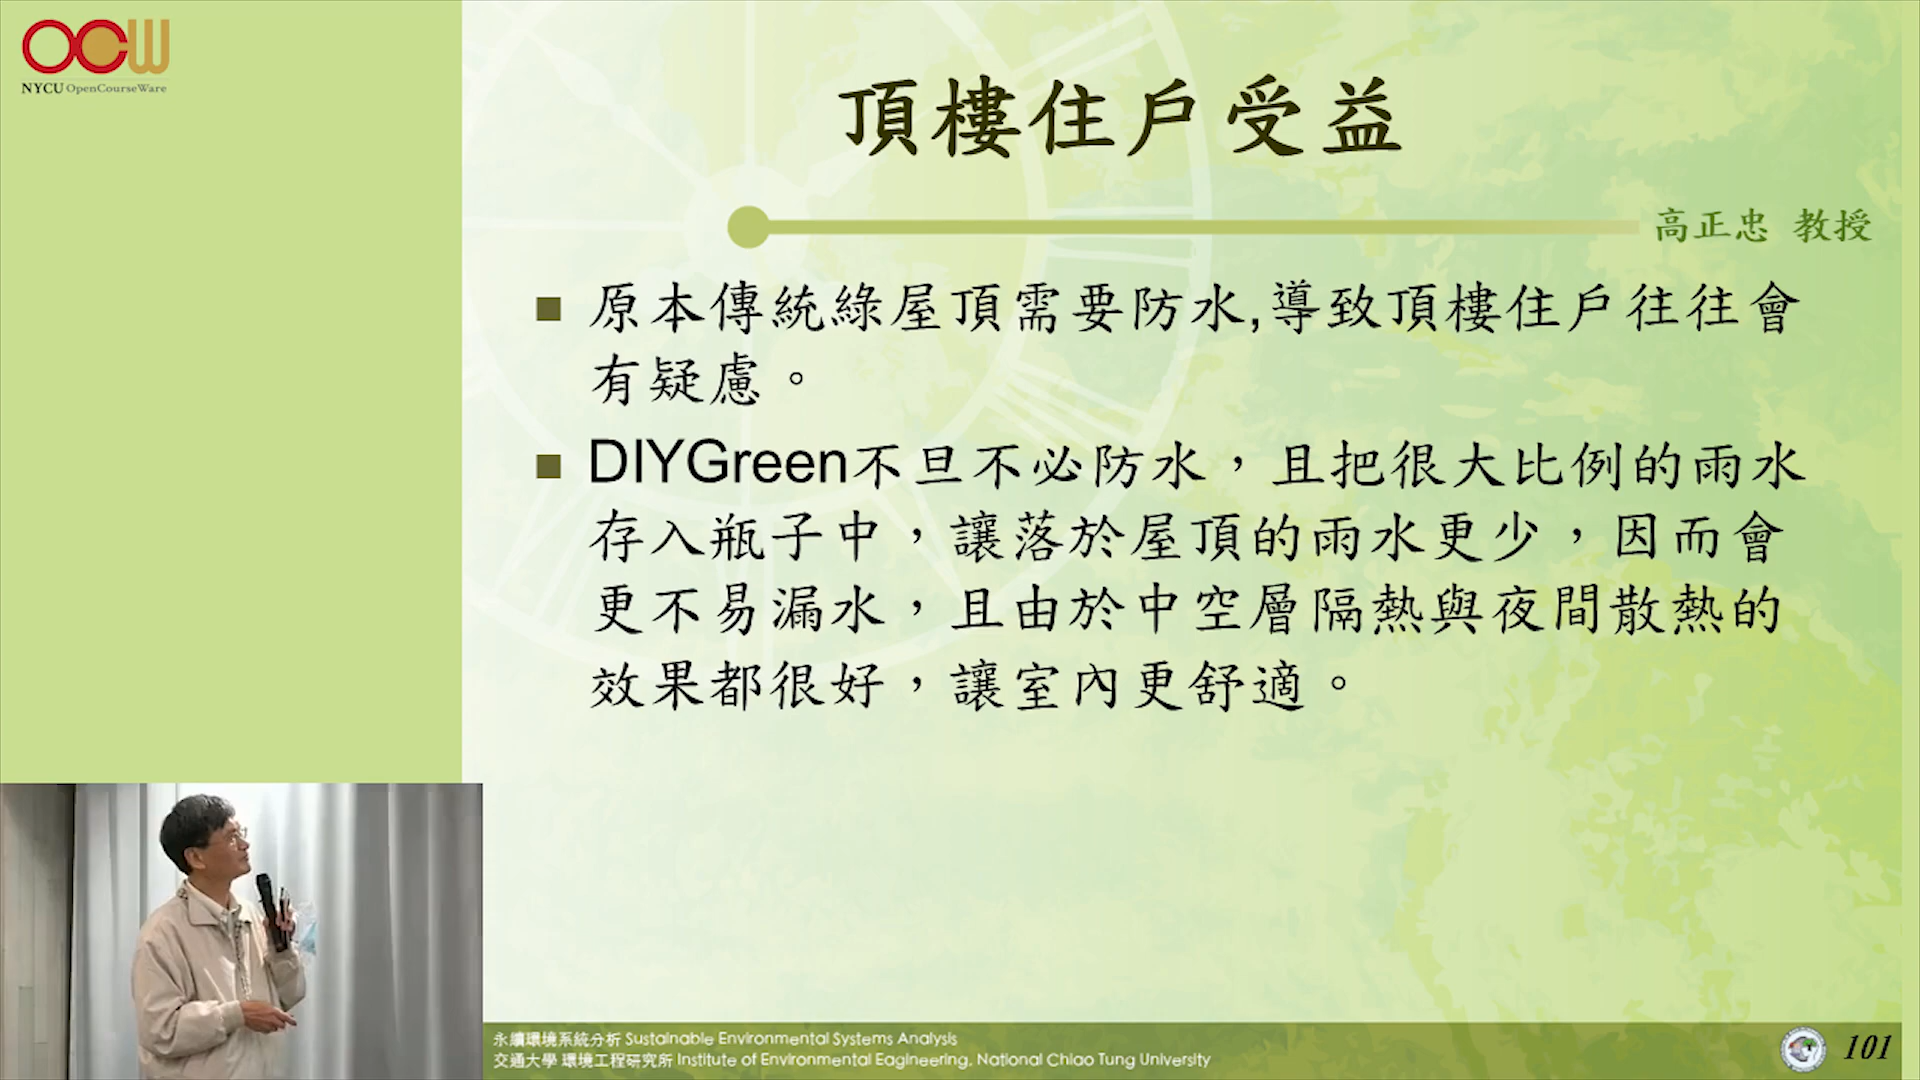 OCW
NYCU OpenCourseWare
頂樓住戶受益
高正忠 教授
原本傳統綠屋頂需要防水,導致頂樓住戶往往會
有疑慮。
DIYGreen不旦不必防水，且把很大比例的雨水
存入瓶子中，讓落於屋頂的雨水更少，因而會
更不易漏水，且由於中空層隔熱與夜間散熱的
效果都很好，讓室內更舒適。
永續環境系統分析 Sustainable Environmental Systems Analysis
交通大學 環境工程研究所 Institute of Environmental Eagineering, National Chiao Tung University
101